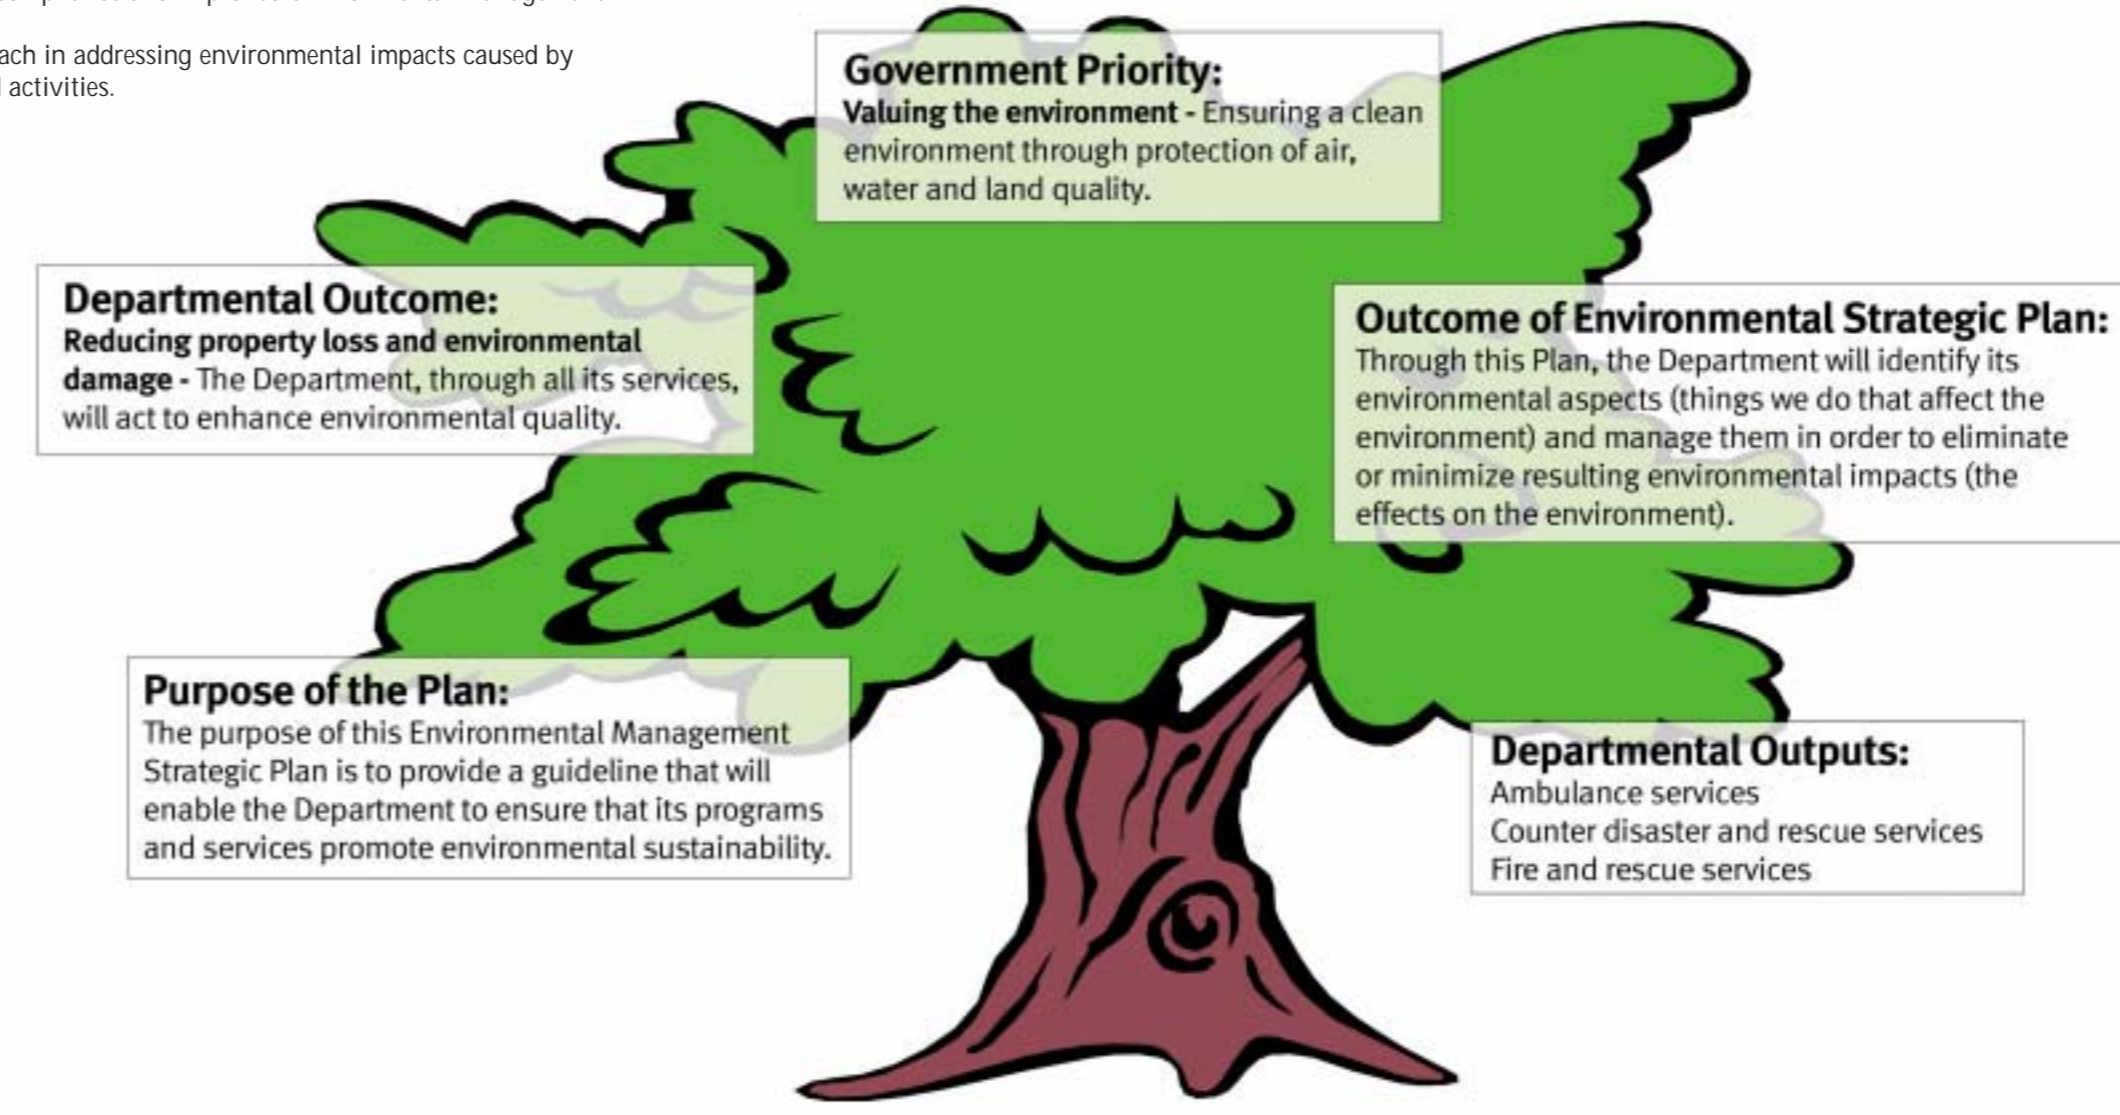 ach in addressing environmental impacts caused by
activities.
Government Priority:
Valuing the environment - Ensuring a clean
environment through protection of air,
water and land quality.
Departmental Outcome:
Reducing property loss and environmental
damage - The Department, through all its services,
will act to enhance environmental quality.
Outcome of Environmental Strategic Plan:
Through this Plan, the Department will identify its
environmental aspects (things we do that affect the
environment) and manage them in order to eliminate
or minimize resulting environmental impacts (the
effects on the environment).
Purpose of the Plan:
The purpose of this Environmental Management
Strategic Plan is to provide a guideline that will
enable the Department to ensure that its programs
and services promote environmental sustainability.
Departmental Outputs:
Ambulance services
Counter disaster and rescue services
Fire and rescue services